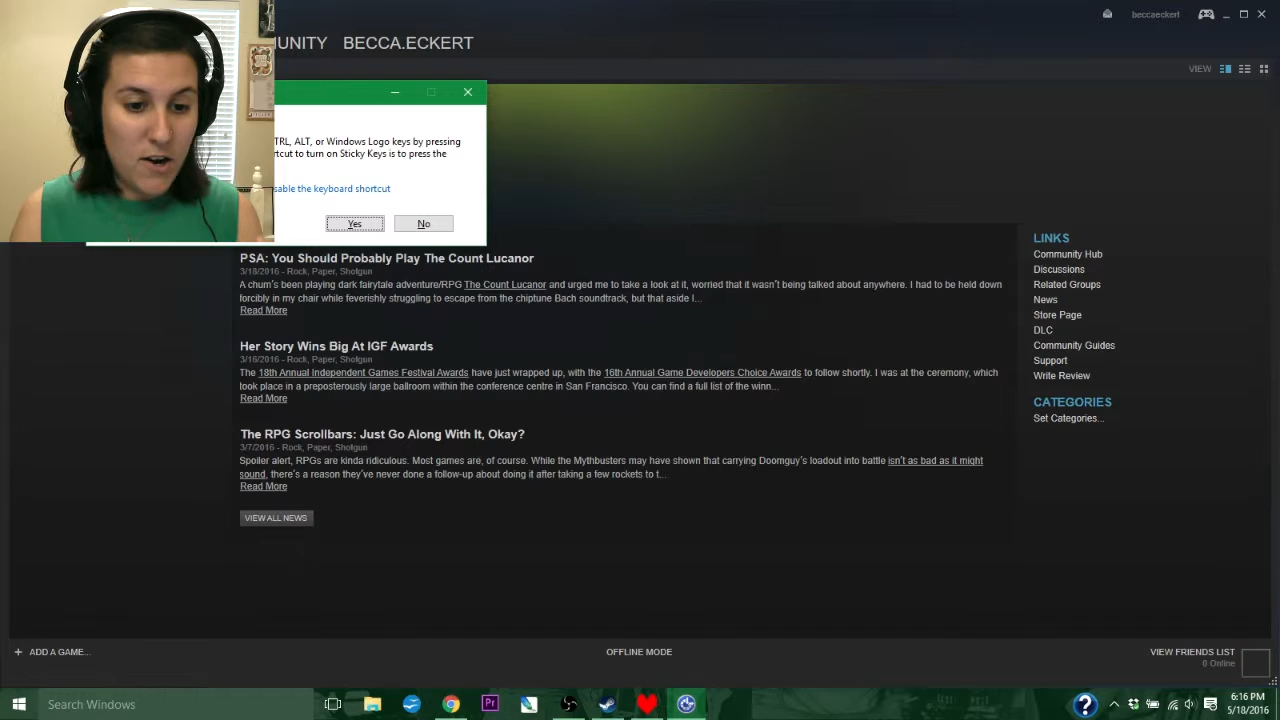 beccaeckert
UNITY BECCAECKERT
VIEW
TRL, ALT, or Windows Logo keys by pressing
rtcut to turn on Sticky Keys is to press the
sable the keyboard shortcut
Yes No
PSA: You Should Probably Play The Count Lucanor
3/18/2016 - Rock, Paper, Shotgun
A chum's been playing dark fairytale adventure/RPG The Count Lucanor and urged me to take a look at it, worried that it wasn't being talked about anywhere. I had to be held down
forcibly in my chair while feverishly struggling to escape from the chiptune Bach soundtrack, but that aside I...
Read More
Her Story Wins Big At IGF Awards
3/16/2016 - Rock, Paper, Shotgun
The 18th Annual Independent Games Festival Awards have just wrapped up, with the 16th Annual Game Developers Choice Awards to follow shortly. I was at the ceremony, which
took place in a preposterously large ballroom within the conference centre in San Francisco. You can find a full list of the winn...
Read More
The RPG Scrollbars: Just Go Along With It, Okay?
3/7/2016 - Rock, Paper, Shotgun
Spoiler alert, RPGs are kinda ridiculous. Most games are, of course. While the Mythbusters may have shown that carrying Doomguy's loadout into battle isn't as bad as it might
sound, there's a reason they've never done a follow-up about doing it after taking a few rockets to t...
Read More
VIEW ALL NEWS
LINKS
Community Hub
Discussions
Related Groups
News
Store Page
DLC
Community Guides
Support
Write Review
CATEGORIES
Set Categories...
+ ADD A GAME...
OFFLINE MODE
VIEW FRIENDS LIST
0 Online
Search Windows
Pr
6:16 PM
5/18/2016